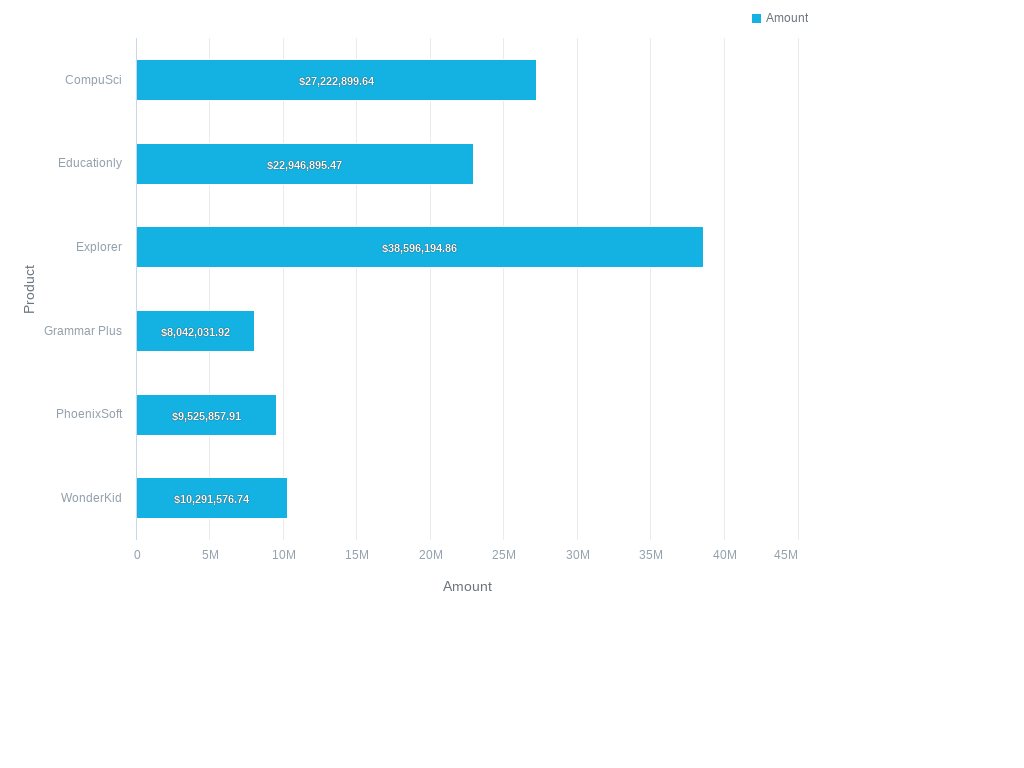 Amount
CompuSci
$27,222,899.64
Educationly
$22,946,895.47
Explorer
$38,596,194.86
Product
Grammar Plus
$8,042,031.92
PhoenixSoft
$9,525,857.91
WonderKid
$10,291,576.74
0 5M 10M 15M 20M 25M 30M 35M 40M 45M
Amount